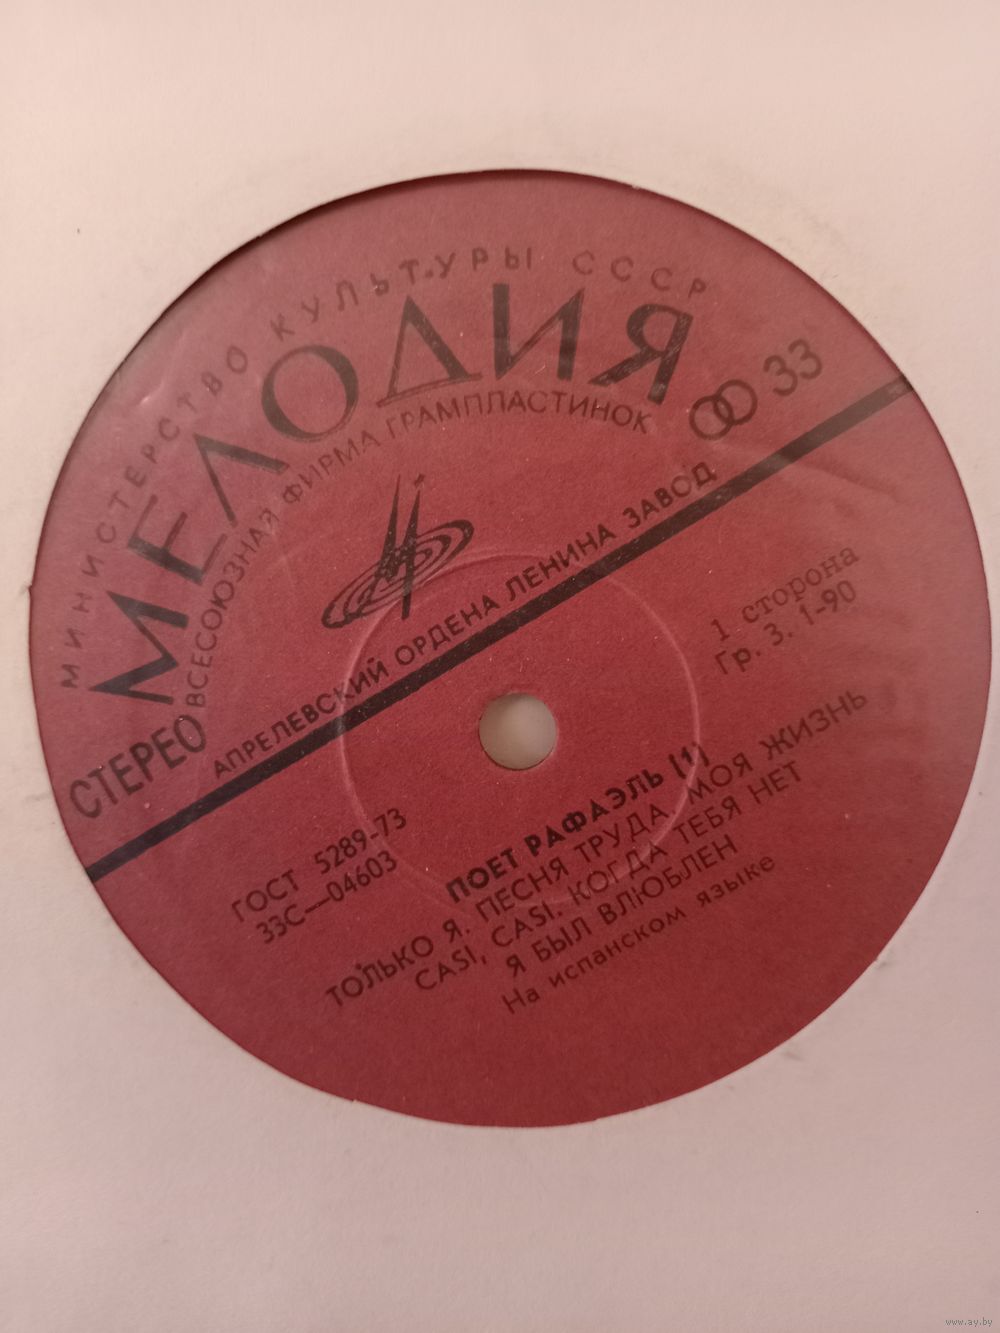 МИНИСТЕРСТВО КУЛЬТУРЫ СССР
МЕЛОДИЯ
ВСЕСОЮЗНАЯ ФИРМА ГРАМПЛАСТИНОК
33
СТЕРЕО
АПРЕЛЕВСКИЙ ОРДЕНА ЛЕНИНА ЗАВОД
ГОСТ 5289-73
33С—04603
1 сторона
Гр. 3. 1-90
ПОЕТ РАФАЭЛЬ (1)
ТОЛЬКО Я. ПЕСНЯ ТРУДА. МОЯ ЖИЗНЬ
CASI, CASI. КОГДА ТЕБЯ НЕТ
Я БЫЛ ВЛЮБЛЕН
На испанском языке
www.ay.by